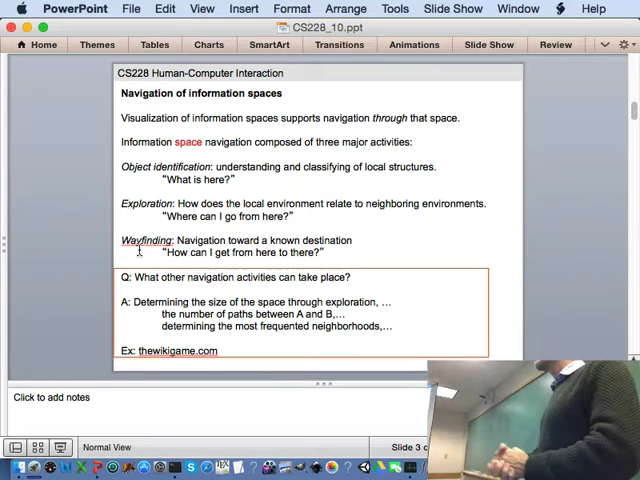 PowerPoint File Edit View Insert Format Arrange Tools Slide Show Window Help
CS228_10.ppt
Home Themes Tables Charts SmartArt Transitions Animations Slide Show Review
CS228 Human-Computer Interaction
Navigation of information spaces
Visualization of information spaces supports navigation through that space.
Information space navigation composed of three major activities:
Object identification: understanding and classifying of local structures.
"What is here?"
Exploration: How does the local environment relate to neighboring environments.
"Where can I go from here?"
Wayfinding: Navigation toward a known destination
"How can I get from here to there?"
Q: What other navigation activities can take place?
A: Determining the size of the space through exploration, …
the number of paths between A and B,…
determining the most frequented neighborhoods,…
Ex: thewikigame.com
Click to add notes
Normal View
Slide 3 o